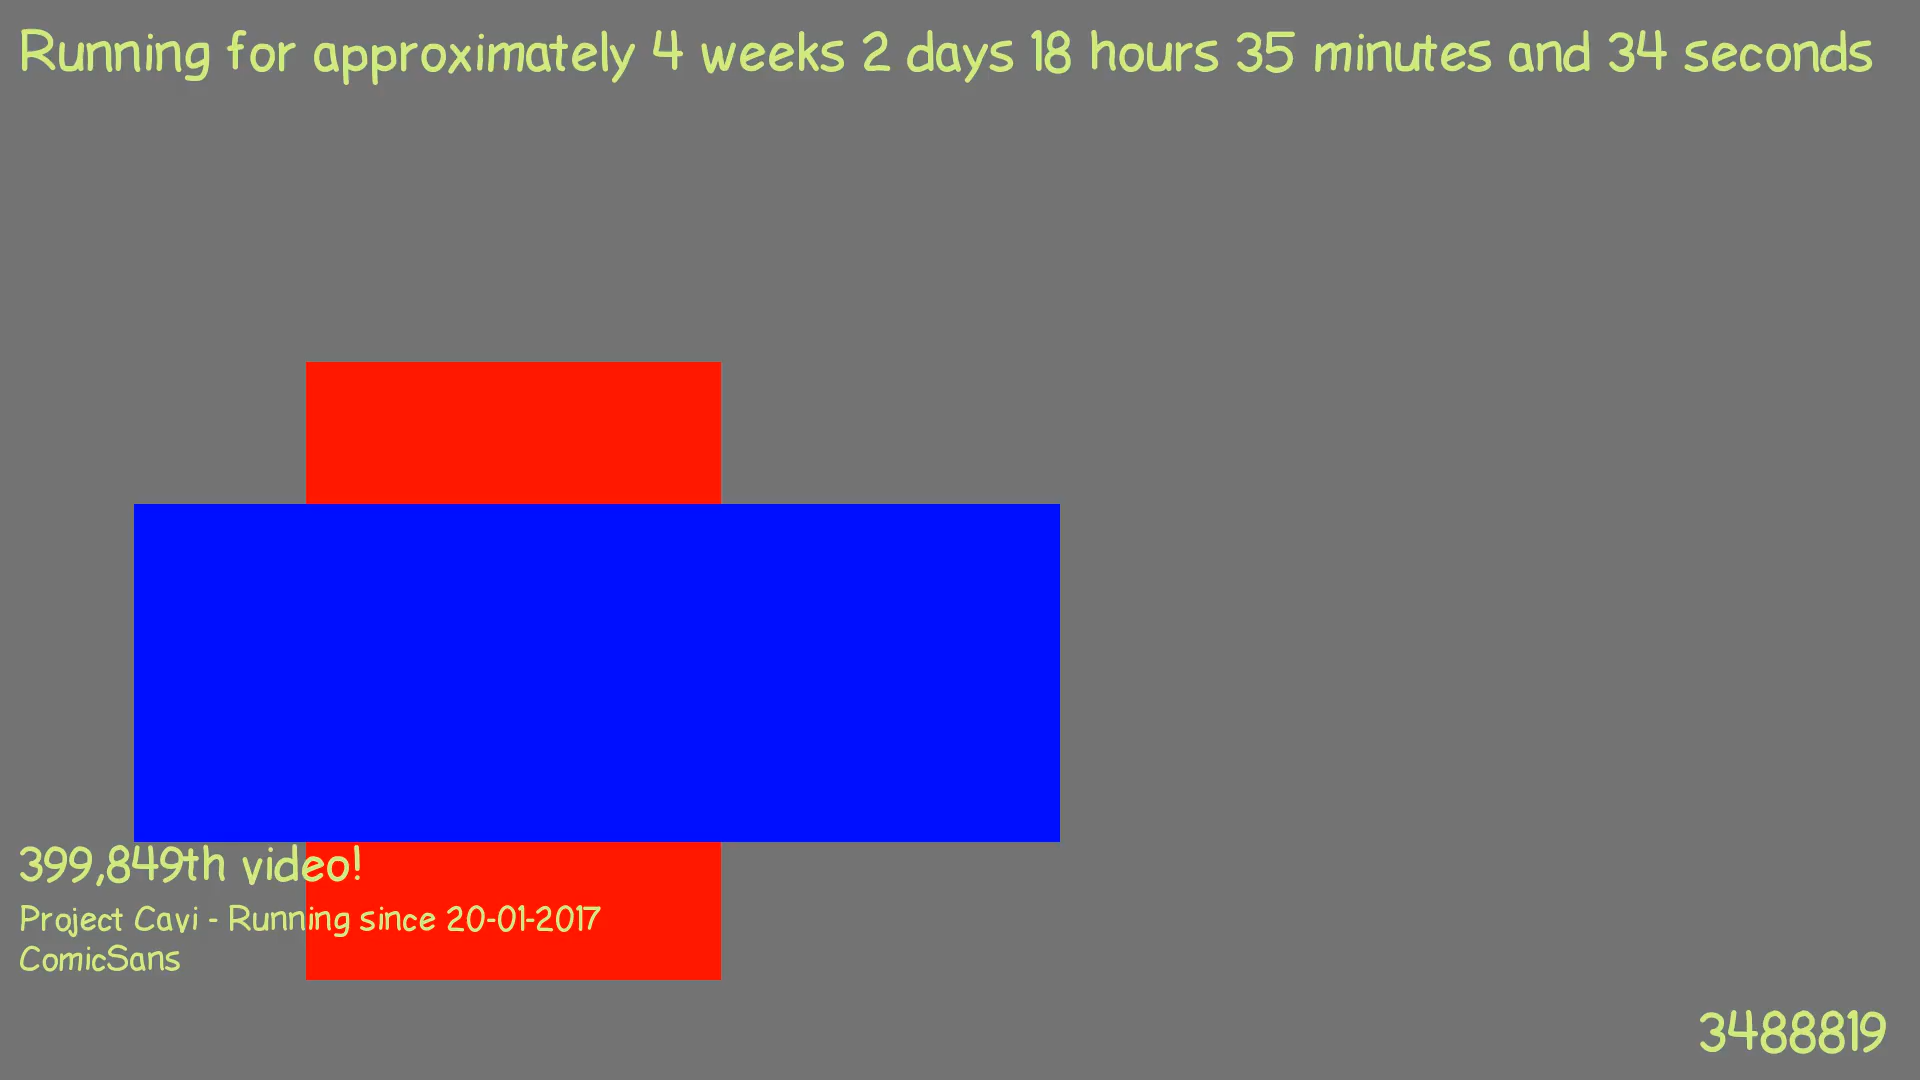 Running for approximately 4 weeks 2 days 18 hours 35 minutes and 34 seconds
399,849th video!
Project Cavi - Running since 20-01-2017
ComicSans
3488819